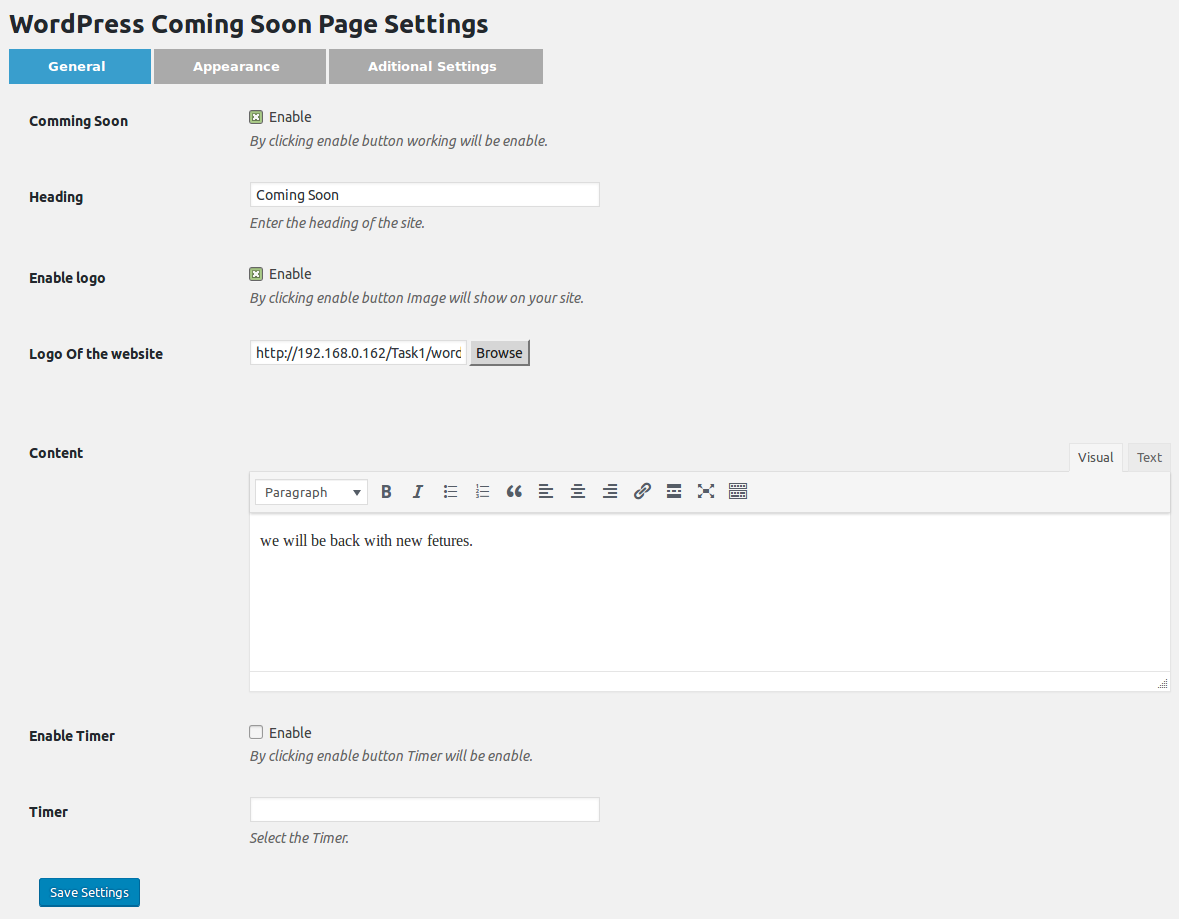 WordPress Coming Soon Page Settings
General Appearance Aditional Settings
Comming Soon Enable
By clicking enable button working will be enable.
Heading Coming Soon
Enter the heading of the site.
Enable logo Enable
By clicking enable button Image will show on your site.
Logo Of the website http://192.168.0.162/Task1/word Browse
Content
Visual Text
Paragraph
we will be back with new fetures.
Enable Timer Enable
By clicking enable button Timer will be enable.
Timer
Select the Timer.
Save Settings